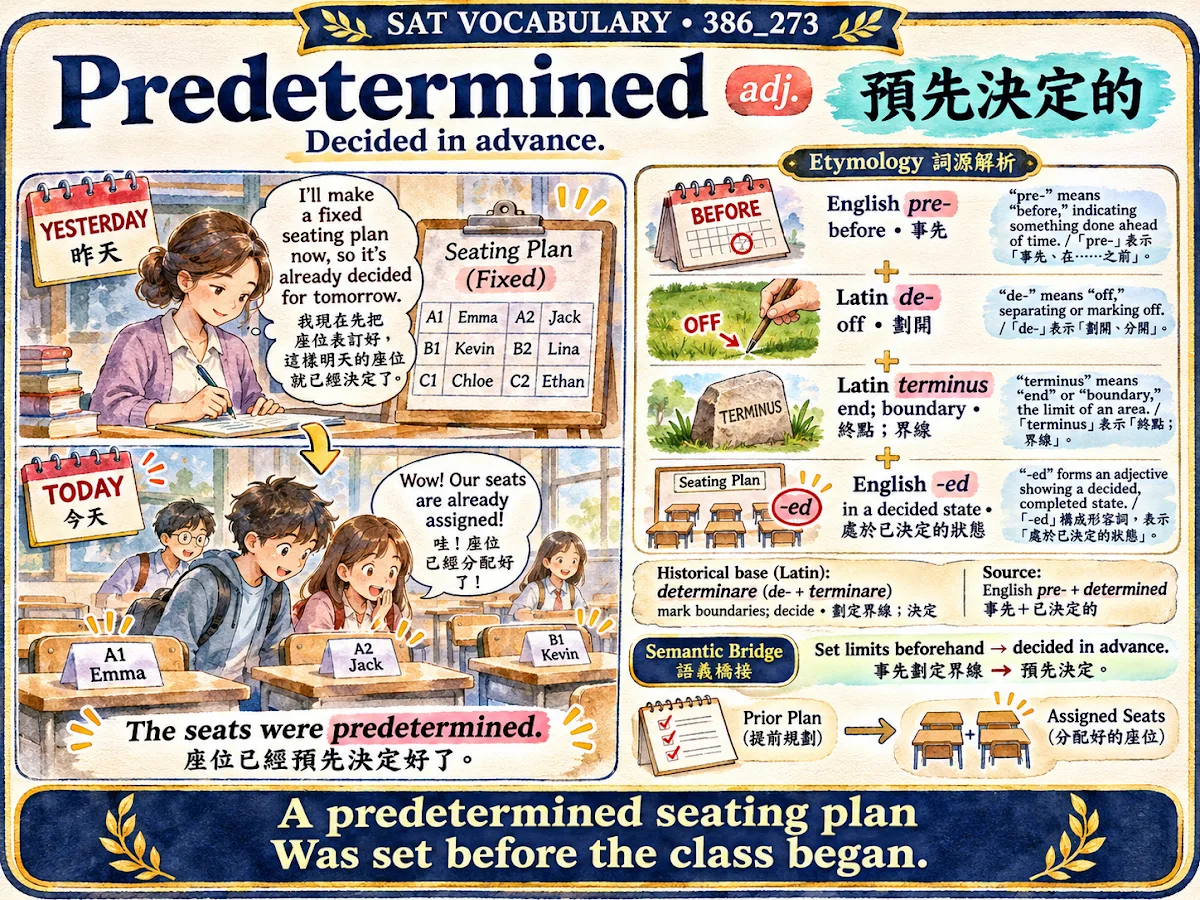 SAT VOCABULARY • 386_273
Predetermined
adj.
預先決定的
Decided in advance.
YESTERDAY
昨天
I'll make
a fixed
seating plan
now, so it's
already decided
for tomorrow.
我現在先把
座位表訂好，
這樣明天的座位
就已經決定了。
Seating Plan
(Fixed)
A1 Emma A2 Jack
B1 Kevin B2 Lina
C1 Chloe C2 Ethan
TODAY
今天
Wow! Our seats
are already
assigned!
哇！座位
已經分配好
了！
A1
Emma
A2
Jack
B1
Kevin
The seats were predetermined.
座位已經預先決定好了。
Etymology 詞源解析
BEFORE
English pre-
before • 事先
“pre-” means
“before,” indicating
something done ahead
of time. /「pre-」表示
「事先、在……之前」。
+
OFF
Latin de-
off • 劃開
“de-” means “off,”
separating or marking off.
/「de-」表示「劃開、分開」。
+
TERMINUS
Latin terminus
end; boundary •
終點；界線
“terminus” means
“end” or “boundary,”
the limit of an area. /
「terminus」表示「終點；
界線」。
+
Seating Plan
-ed
English -ed
in a decided state •
處於已決定的狀態
“-ed” forms an adjective
showing a decided,
completed state. /
「-ed」構成形容詞，表示
「處於已決定的狀態」。
Historical base (Latin):
determinare (de- + terminare)
mark boundaries; decide • 劃定界線；決定
Source:
English pre- + determined
事先＋已決定的
Semantic Bridge
語義橋接
Set limits beforehand → decided in advance.
事先劃定界線 → 預先決定。
Prior Plan
(提前規劃)
+
Assigned Seats
(分配好的座位)
A predetermined seating plan
Was set before the class began.